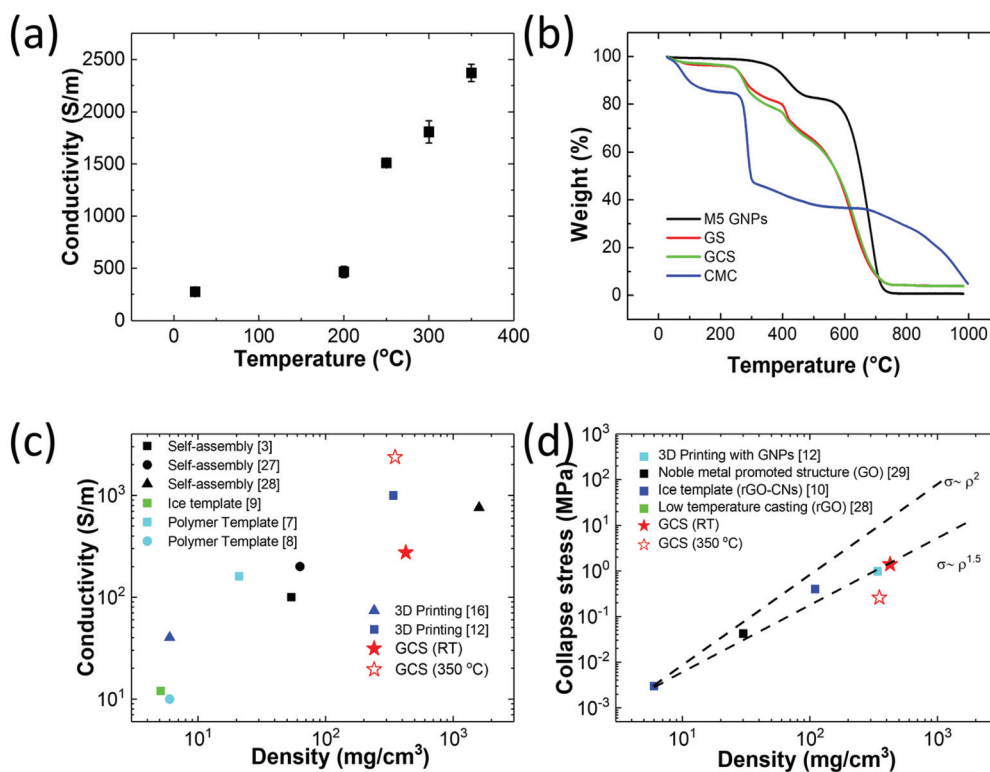 (a)
Conductivity (S/m)
2500
2000
1500
1000
500
0
0
100
200
300
400
Temperature (°C)
(b)
Weight (%)
100
80
60
40
20
0
M5 GNPs
GS
GCS
CMC
0
200
400
600
800
1000
Temperature (°C)
(c)
Conductivity (S/m)
10³
10²
10¹
Self-assembly [3]
Self-assembly [27]
Self-assembly [28]
Ice template [9]
Polymer Template [7]
Polymer Template [8]
3D Printing [16]
3D Printing [12]
GCS (RT)
GCS (350 °C)
10¹
10²
10³
Density (mg/cm³)
(d)
Collapse stress (MPa)
10³
10²
10¹
10⁰
10⁻¹
10⁻²
10⁻³
3D Printing with GNPs [12]
Noble metal promoted structure (GO) [29]
Ice template (rGO-CNs) [10]
Low temperature casting (rGO) [28]
GCS (RT)
GCS (350 °C)
σ~ ρ²
σ~ ρ¹·⁵
10¹
10²
10³
Density (mg/cm³)